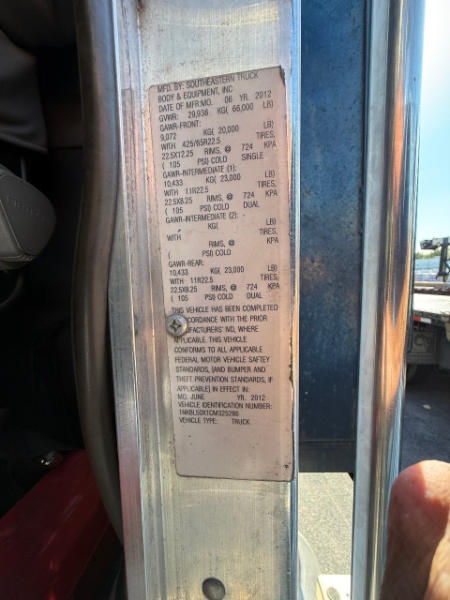 MFD. BY: SOUTHEASTERN TRUCK
BODY & EQUIPMENT, INC
DATE OF MFR:MO. 06 YR. 2012
GVWR: 29,938 KG( 66,000 LB)
GAWR-FRONT:
9,072 KG( 20,000 LB)
WITH 425/65R22.5 TIRES,
22.5X12.25 RIMS, @ 724 KPA
( 105 PSI) COLD SINGLE
GAWR-INTERMEDIATE (1):
10,433 KG( 23,000 LB)
WITH 11R22.5 TIRES,
22.5X8.25 RIMS, @ 724 KPA
( 105 PSI) COLD DUAL
GAWR-INTERMEDIATE (2):
KG( LB)
WITH TIRES,
RIMS, @ KPA
( PSI) COLD
GAWR-REAR:
10,433 KG( 23,000 LB)
WITH 11R22.5 TIRES,
22.5X8.25 RIMS, @ 724 KPA
( 105 PSI) COLD DUAL
THIS VEHICLE HAS BEEN COMPLETED
CORDANCE WITH THE PRIOR
UFACTURERS' IVD, WHERE
APPLICABLE. THIS VEHICLE
CONFORMS TO ALL APPLICABLE
FEDERAL MOTOR VEHICLE SAFTEY
STANDARDS, (AND BUMPER AND
THEFT PREVENTION STANDARDS, IF
APPLICABLE) IN EFFECT IN:
MO. JUNE YR. 2012
VEHICLE IDENTIFICATION NUMBER:
VEHICLE TYPE: TRUCK